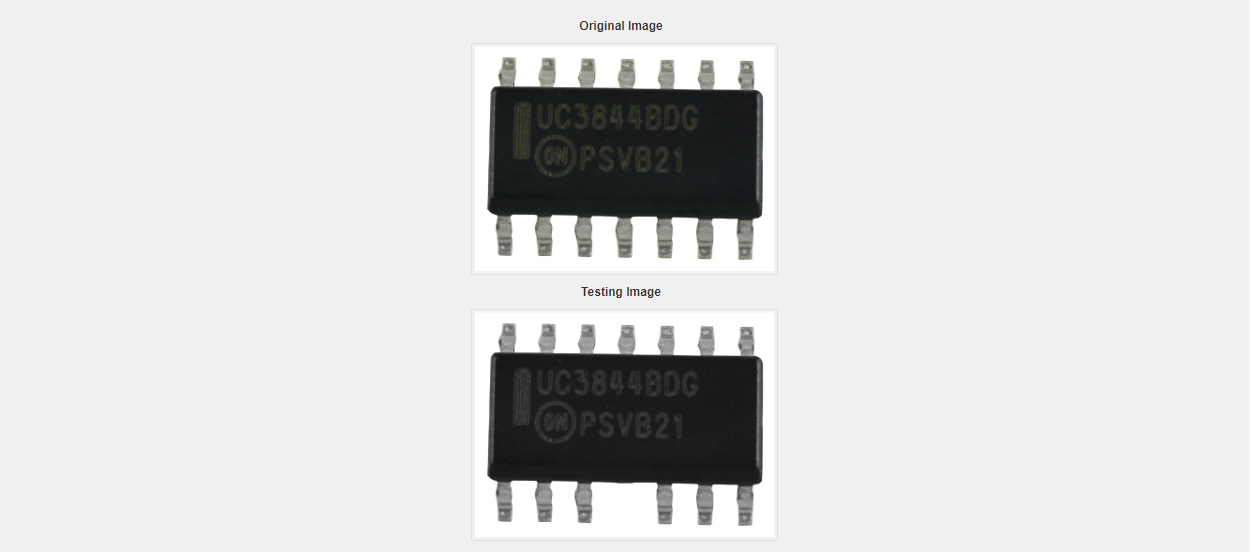 Original Image
UC3844BDG
ON PSVB21
Testing Image
UC3844BDG
ON PSVB21